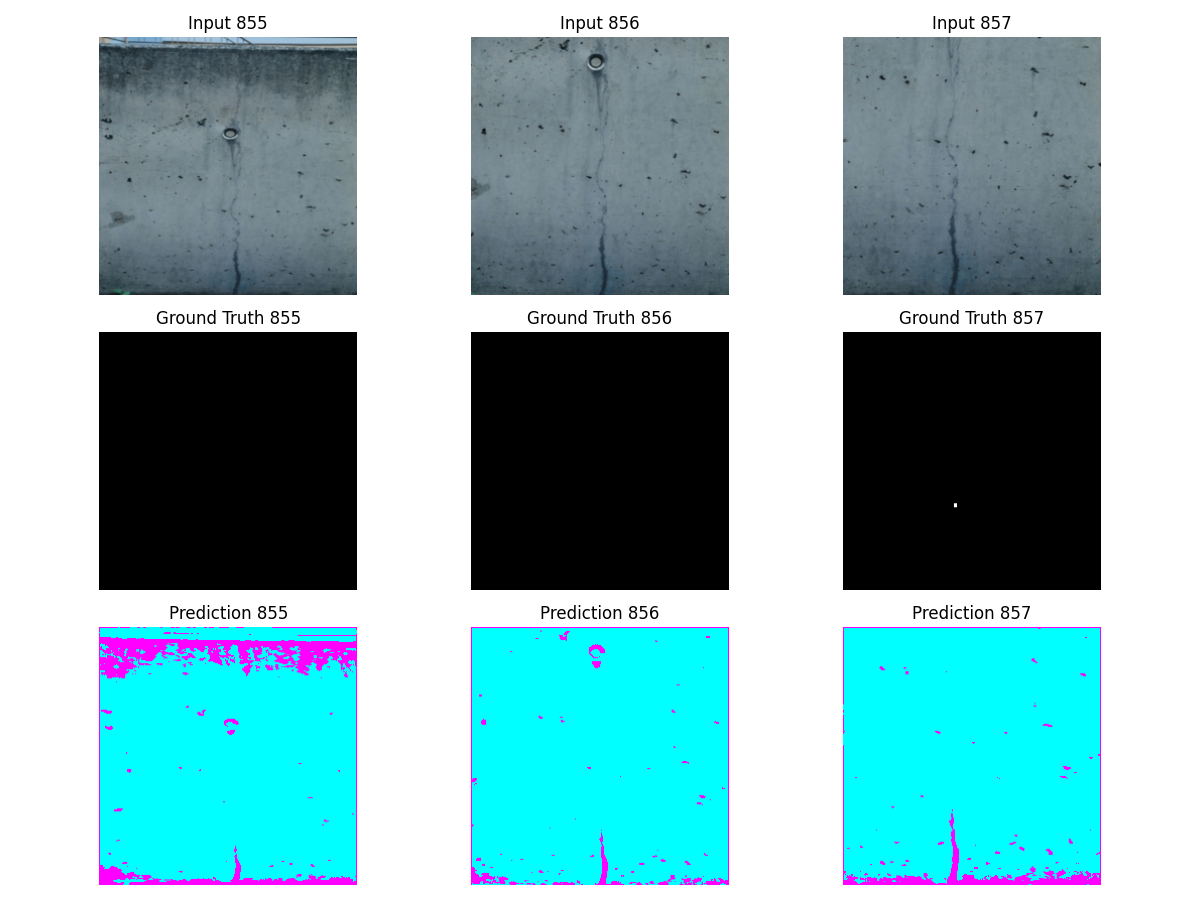 Input 855
Input 856
Input 857
Ground Truth 855
Ground Truth 856
Ground Truth 857
Prediction 855
Prediction 856
Prediction 857